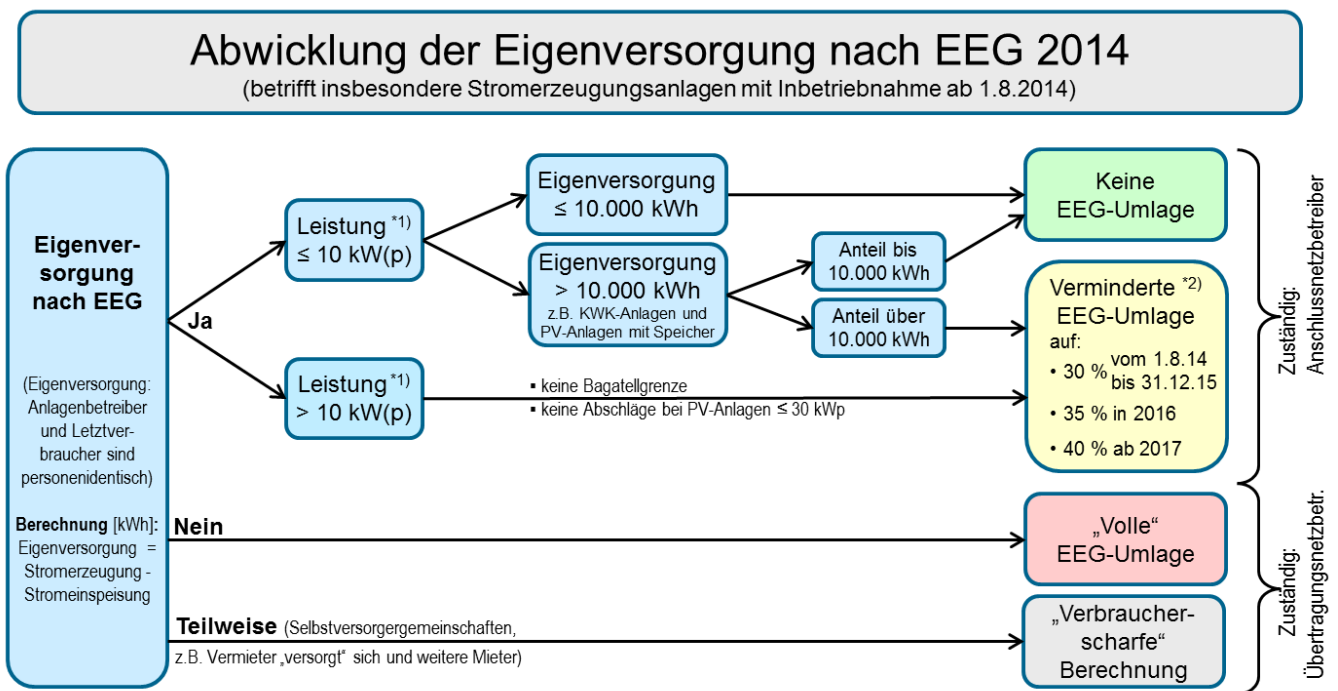 Abwicklung der Eigenversorgung nach EEG 2014
(betrifft insbesondere Stromerzeugungsanlagen mit Inbetriebnahme ab 1.8.2014)
Eigenver-
sorgung
nach EEG
(Eigenversorgung:
Anlagenbetreiber
und Letztver-
braucher sind
personenidentisch)
Berechnung [kWh]:
Eigenversorgung =
Stromerzeugung -
Stromeinspeisung
Ja
Leistung *1)
≤ 10 kW(p)
Eigenversorgung
≤ 10.000 kWh
Eigenversorgung
> 10.000 kWh
z.B. KWK-Anlagen und
PV-Anlagen mit Speicher
Anteil bis
10.000 kWh
Anteil über
10.000 kWh
Leistung *1)
> 10 kW(p)
▪ keine Bagatellgrenze
▪ keine Abschläge bei PV-Anlagen ≤ 30 kWp
Keine
EEG-Umlage
Verminderte *2)
EEG-Umlage
auf:
• 30 % vom 1.8.14
bis 31.12.15
• 35 % in 2016
• 40 % ab 2017
Zuständig:
Anschlussnetzbetreiber
Nein
„Volle“
EEG-Umlage
Teilweise (Selbstversorgergemeinschaften,
z.B. Vermieter „versorgt“ sich und weitere Mieter)
„Verbraucher-
scharfe“
Berechnung
Zuständig:
Übertragungsnetzbetr.